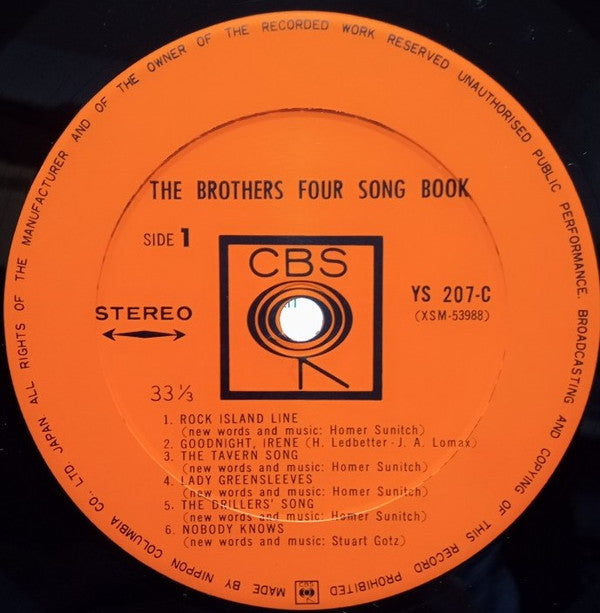 ALL RIGHTS OF THE MANUFACTURER AND OF THE OWNER OF THE RECORDED WORK RESERVED UNAUTHORISED PUBLIC PERFORMANCE, BROADCASTING AND COPYING OF THIS RECORD PROHIBITED
THE BROTHERS FOUR SONG BOOK
SIDE 1
CBS
YS 207-C
(XSM-53988)
STEREO
33 1/3
1. ROCK ISLAND LINE
(new words and music: Homer Sunitch)
2. GOODNIGHT, IRENE (H. Ledbetter - J. A. Lomax)
3. THE TAVERN SONG
(new words and music: Homer Sunitch)
4. LADY GREENSLEEVES
(new words and music: Homer Sunitch)
5. THE DRILLERS' SONG
(new words and music: Homer Sunitch)
6. NOBODY KNOWS
(new words and music: Stuart Gotz)
CBS
MADE BY NIPPON COLUMBIA CO., LTD. JAPAN